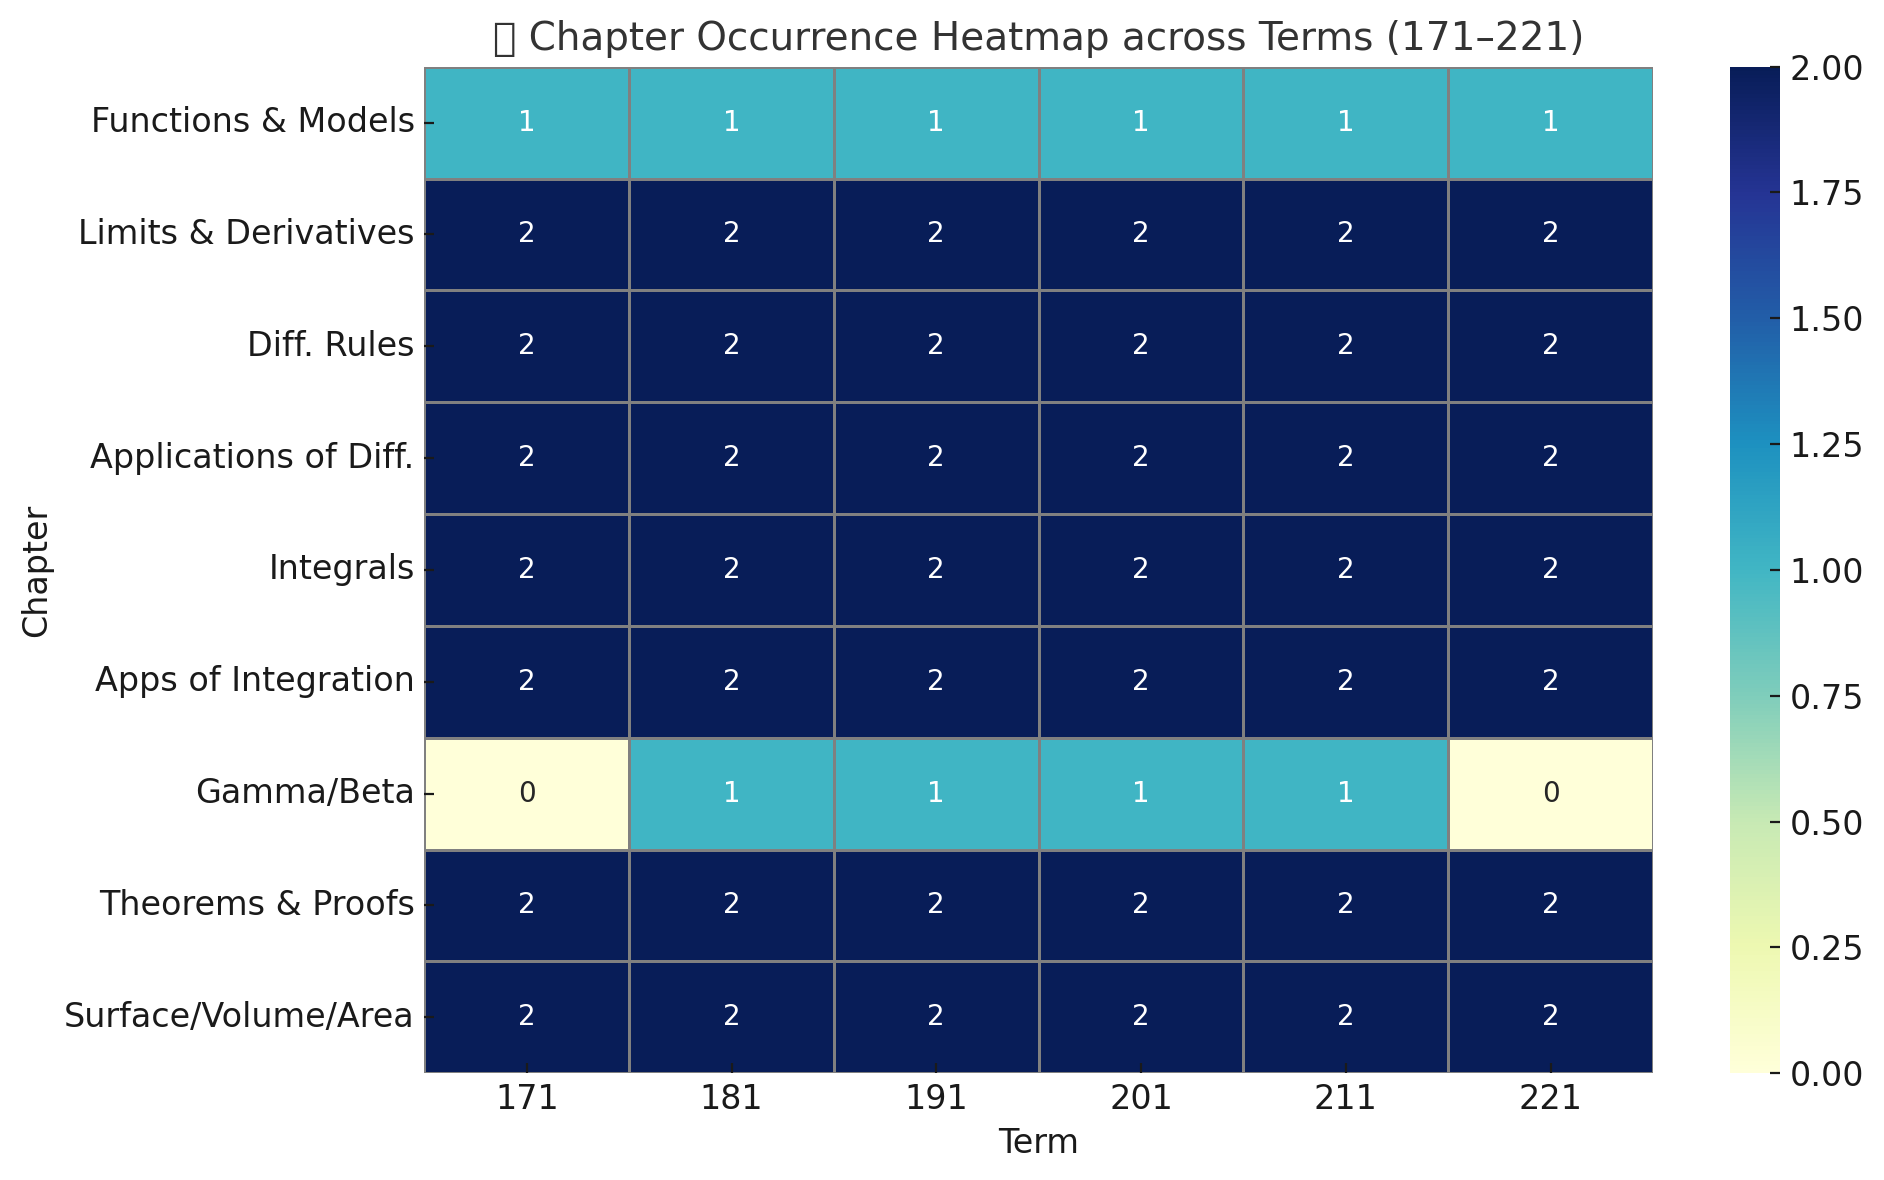 Chapter Occurrence Heatmap across Terms (171–221)
Chapter
Functions & Models 1 1 1 1 1 1
Limits & Derivatives 2 2 2 2 2 2
Diff. Rules 2 2 2 2 2 2
Applications of Diff. 2 2 2 2 2 2
Integrals 2 2 2 2 2 2
Apps of Integration 2 2 2 2 2 2
Gamma/Beta 0 1 1 1 1 0
Theorems & Proofs 2 2 2 2 2 2
Surface/Volume/Area 2 2 2 2 2 2
171 181 191 201 211 221
Term
2.00
1.75
1.50
1.25
1.00
0.75
0.50
0.25
0.00